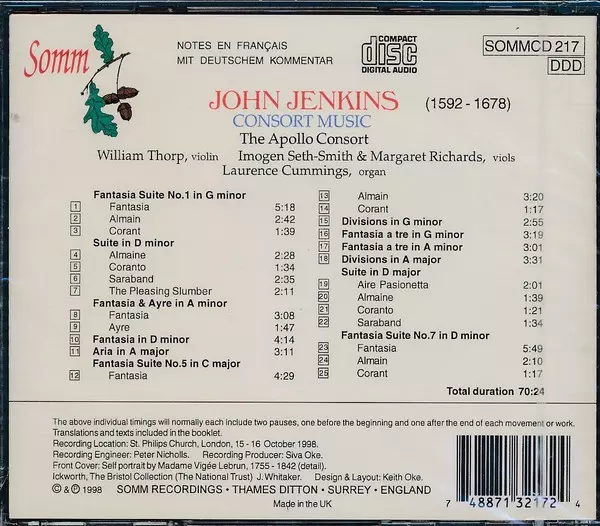 Somm
NOTES EN FRANÇAIS
MIT DEUTSCHEM KOMMENTAR
COMPACT
disc
DIGITAL AUDIO
SOMMCD 217
DDD
JOHN JENKINS (1592 - 1678)
CONSORT MUSIC
The Apollo Consort
William Thorp, violin Imogen Seth-Smith & Margaret Richards, viols
Laurence Cummings, organ
Fantasia Suite No.1 in G minor
1 Fantasia 5:18
2 Almain 2:42
3 Corant 1:39
Suite in D minor
4 Almaine 2:28
5 Coranto 1:34
6 Saraband 2:35
7 The Pleasing Slumber 2:11
Fantasia & Ayre in A minor
8 Fantasia 3:08
9 Ayre 1:47
10 Fantasia in D minor 4:14
11 Aria in A major 3:11
Fantasia Suite No.5 in C major
12 Fantasia 4:29
13 Almain 3:20
14 Corant 1:17
15 Divisions in G minor 2:55
16 Fantasia a tre in G minor 3:19
17 Fantasia a tre in A minor 3:01
18 Divisions in A major 3:31
Suite in D major
19 Aire Pasionetta 2:01
20 Almaine 1:39
21 Coranto 1:21
22 Saraband 1:34
Fantasia Suite No.7 in D minor
23 Fantasia 5:49
24 Almain 2:10
25 Corant 1:17
Total duration 70:24
The above individual timings will normally each include two pauses, one before the beginning and one after the end of each movement or work.
Translations and texts included in the booklet.
Recording Location: St. Philips Church, London, 15 - 16 October 1998.
Recording Engineer: Peter Nicholls. Recording Producer: Siva Oke.
Front Cover: Self portrait by Madame Vigée Lebrun, 1755 - 1842 (detail).
Ickworth, The Bristol Collection (The National Trust) J. Whitaker. Design & Layout: Keith Oke.
© & ℗ 1998 SOMM RECORDINGS · THAMES DITTON · SURREY · ENGLAND
Made in the UK
7 48871 32172 4